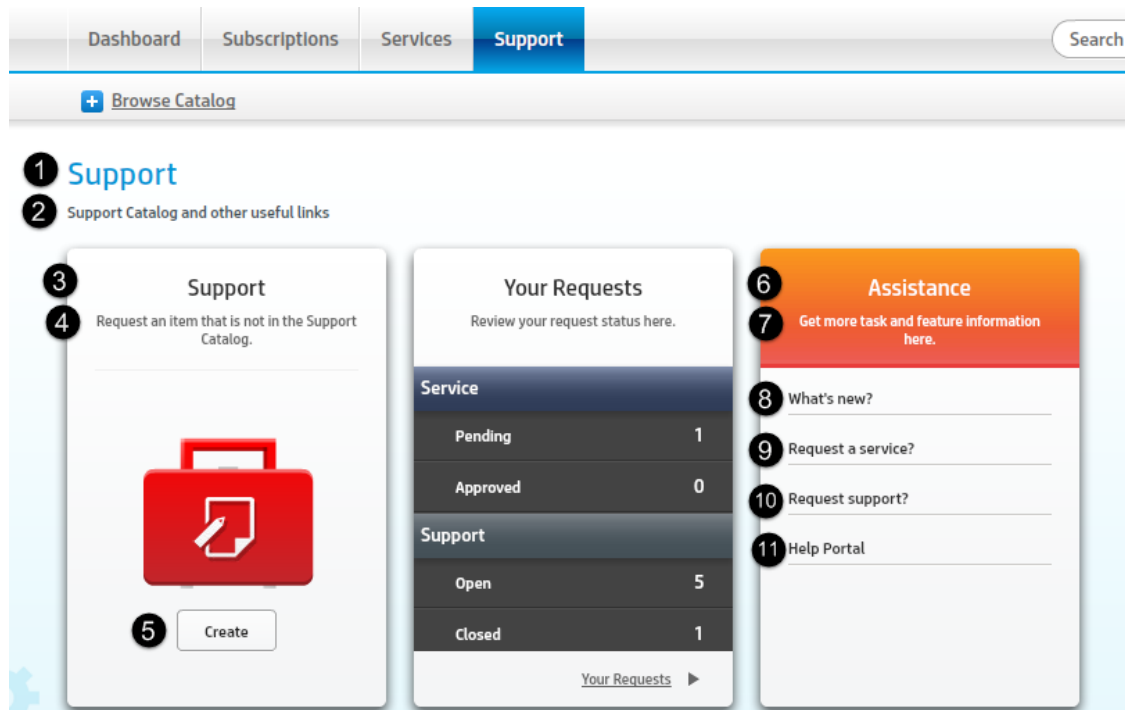 Dashboard Subscriptions Services Support Search
+ Browse Catalog
1 Support
2 Support Catalog and other useful links
3 Support
4 Request an item that is not in the Support
Catalog.
5 Create
Your Requests
Review your request status here.
Service
Pending 1
Approved 0
Support
Open 5
Closed 1
Your Requests
6 Assistance
7 Get more task and feature information
here.
8 What's new?
9 Request a service?
10 Request support?
11 Help Portal